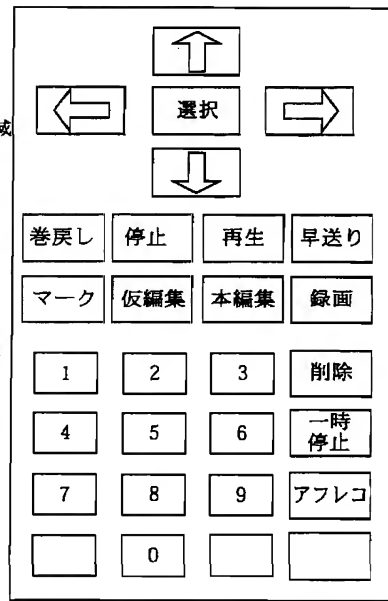 選択
域
巻戻し 停止 再生 早送り
マーク 仮編集 本編集 録画
1 2 3 削除
4 5 6 一時
停止
7 8 9 アフレコ
0